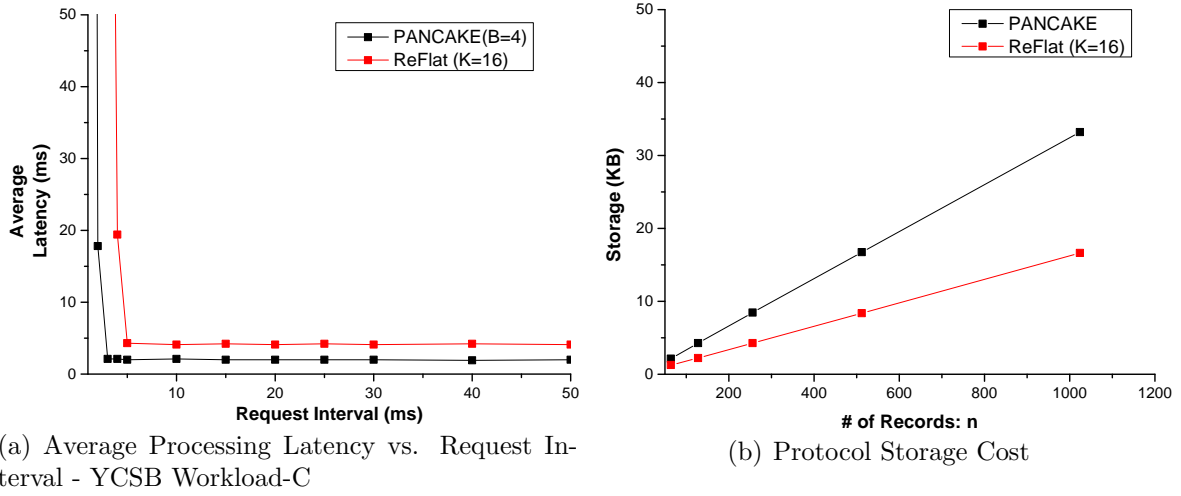 50
40
30
20
10
0
Average
Latency (ms)
PANCAKE(B=4)
ReFlat (K=16)
10
20
30
40
50
Request Interval (ms)
(a) Average Processing Latency vs. Request In-
terval - YCSB Workload-C
50
40
30
20
10
0
Storage (KB)
PANCAKE
ReFlat (K=16)
200
400
600
800
1000
1200
# of Records: n
(b) Protocol Storage Cost